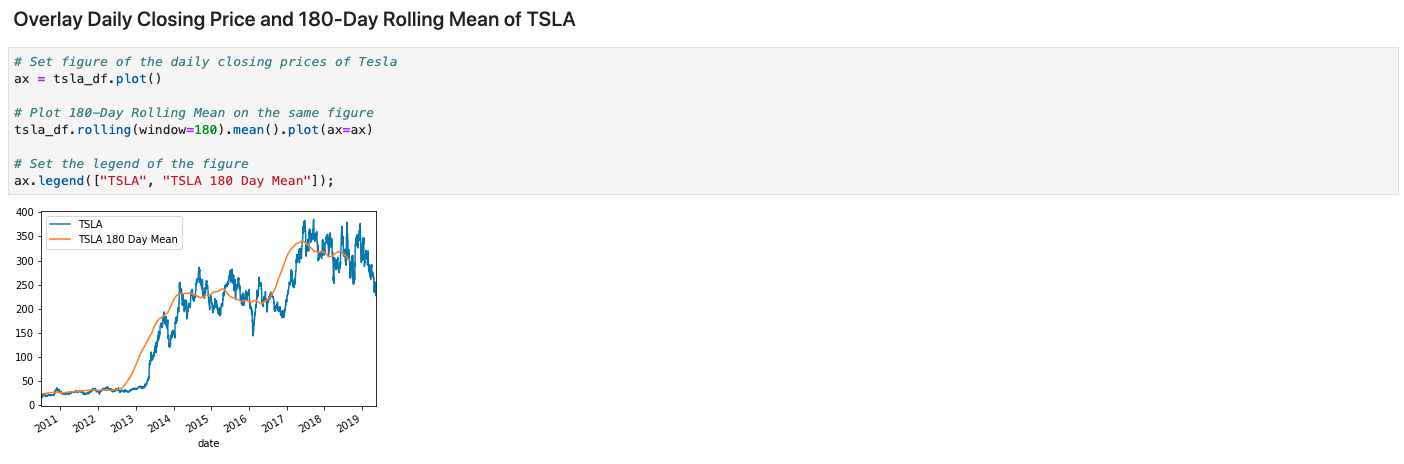 Overlay Daily Closing Price and 180-Day Rolling Mean of TSLA
# Set figure of the daily closing prices of Tesla
ax = tsla_df.plot()
# Plot 180-Day Rolling Mean on the same figure
tsla_df.rolling(window=180).mean().plot(ax=ax)
# Set the legend of the figure
ax.legend(["TSLA", "TSLA 180 Day Mean"]);
400
350
300
250
200
150
100
50
0
TSLA
TSLA 180 Day Mean
2011 2012 2013 2014 2015 2016 2017 2018 2019
date